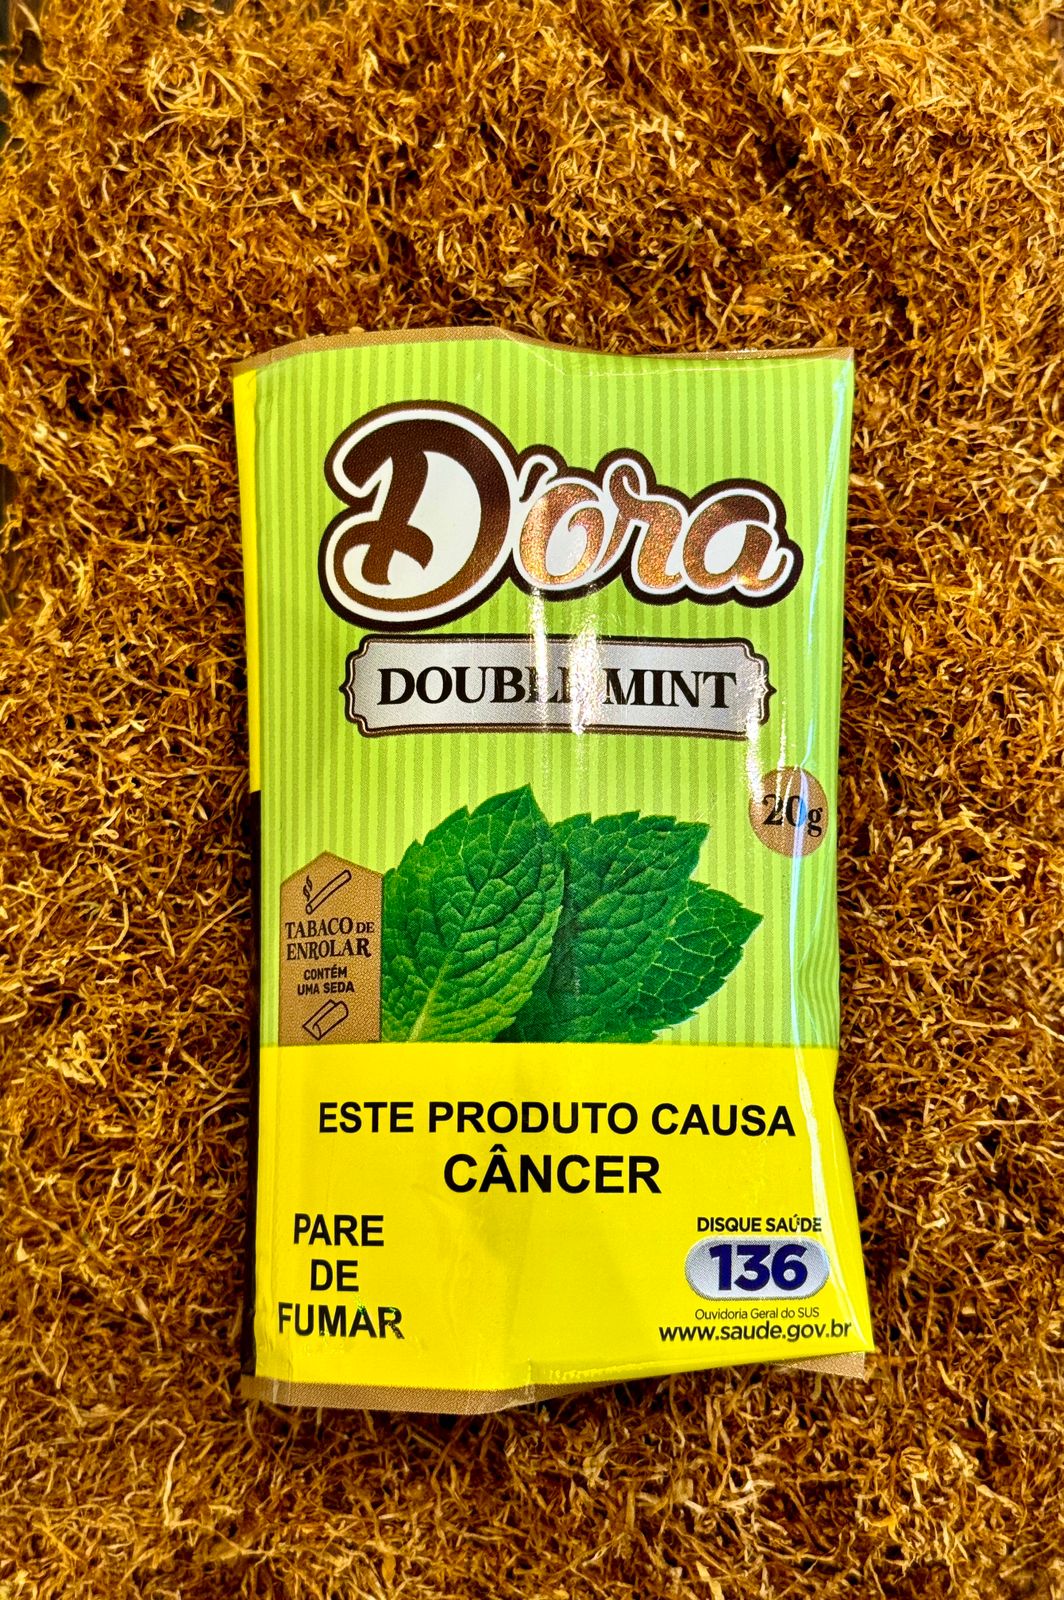 D'ora
DOUBLE MINT
20g
TABACO DE
ENROLAR
CONTÉM
UMA SEDA
ESTE PRODUTO CAUSA
CÂNCER
PARE
DE
FUMAR
DISQUE SAÚDE
136
Ouvidoria Geral do SUS
www.saude.gov.br